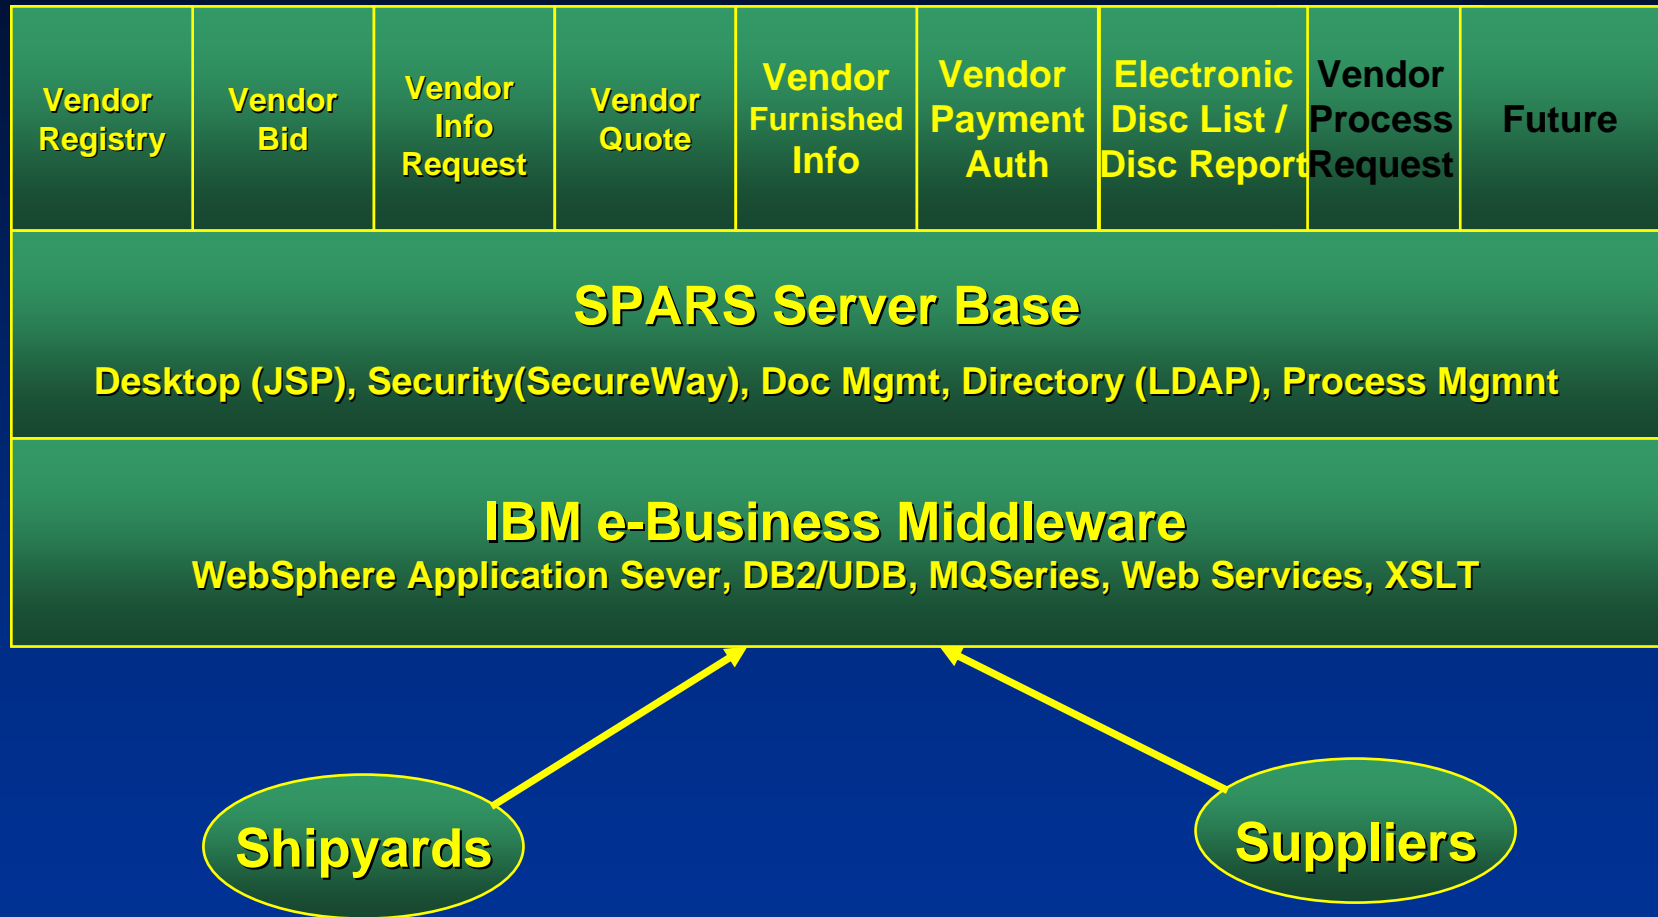 Vendor
Registry
Vendor
Bid
Vendor
Info
Request
Vendor
Quote
Vendor
Furnished
Info
Vendor
Payment
Auth
Electronic
Disc List /
Disc Report
Vendor
Process
Request
Future
SPARS Server Base
Desktop (JSP), Security(SecureWay), Doc Mgmt, Directory (LDAP), Process Mgmnt
IBM e-Business Middleware
WebSphere Application Sever, DB2/UDB, MQSeries, Web Services, XSLT
Shipyards
Suppliers